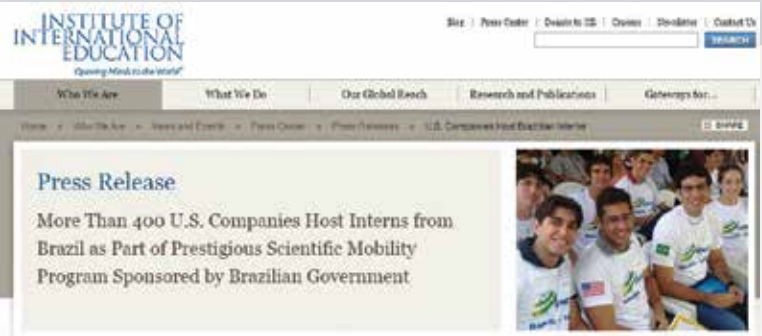 INSTITUTE OF
INTERNATIONAL
EDUCATION
Opening Minds to the World®
Blog | Press Center | Donate to IIE | Careers | Newsletter | Contact Us
SEARCH
Who We Are | What We Do | Our Global Reach | Research and Publications | Gateways for...
Home » Who We Are » News and Events » Press Center » Press Releases » U.S. Companies Host Brazilian Interns
SHARE
Press Release
More Than 400 U.S. Companies Host Interns from
Brazil as Part of Prestigious Scientific Mobility
Program Sponsored by Brazilian Government